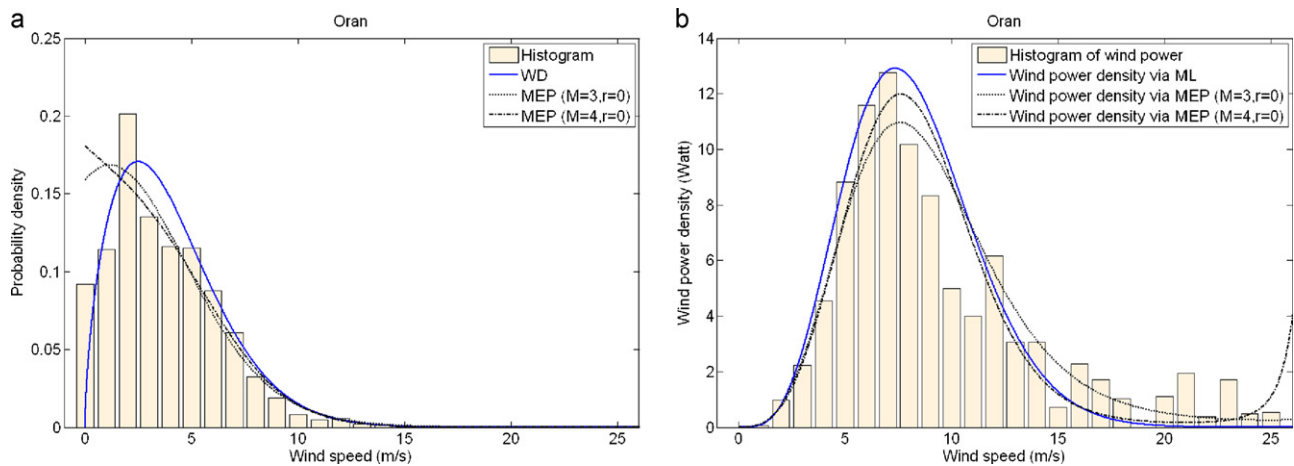 a
Oran
Probability density
0.25
0.2
0.15
0.1
0.05
0
Histogram
WD
MEP (M=3,r=0)
MEP (M=4,r=0)
0 5 10 15 20 25
Wind speed (m/s)
b
Oran
Wind power density (Watt)
14
12
10
8
6
4
2
0
Histogram of wind power
Wind power density via ML
Wind power density via MEP (M=3,r=0)
Wind power density via MEP (M=4,r=0)
0 5 10 15 20 25
Wind speed (m/s)